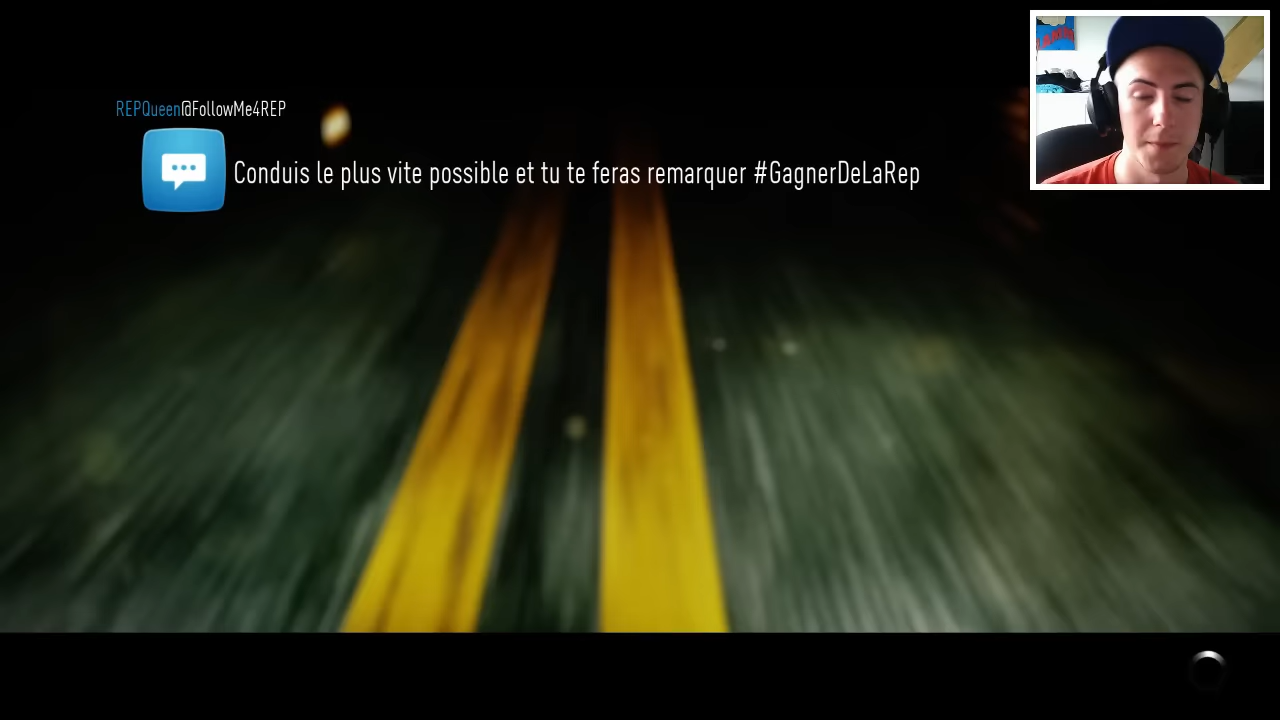 REPQueen@FollowMe4REP
Conduis le plus vite possible et tu te feras remarquer #GagnerDeLaRep